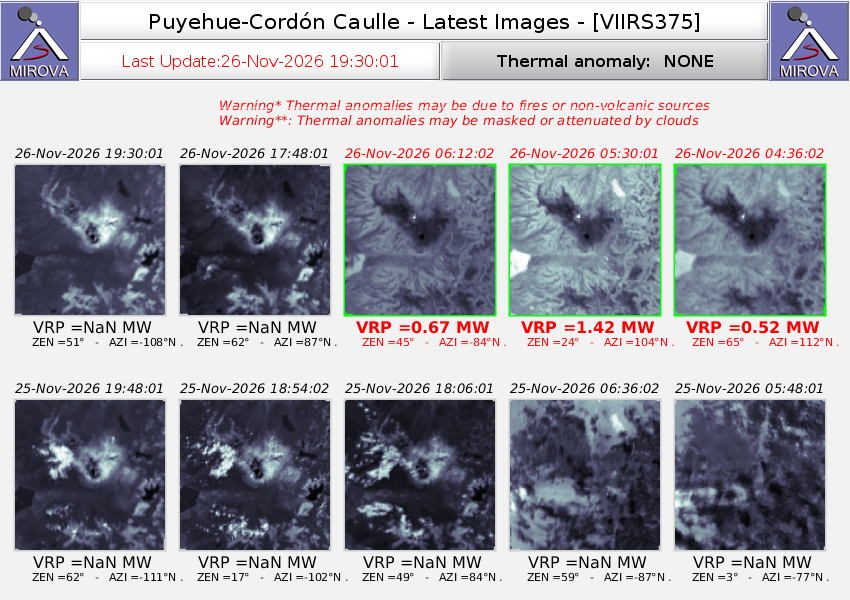 Puyehue-Cordón Caulle - Latest Images - [VIIRS375]
MIROVA
Last Update:26-Nov-2026 19:30:01
Thermal anomaly: NONE
MIROVA
Warning* Thermal anomalies may be due to fires or non-volcanic sources
Warning**: Thermal anomalies may be masked or attenuated by clouds
26-Nov-2026 19:30:01 26-Nov-2026 17:48:01 26-Nov-2026 06:12:02 26-Nov-2026 05:30:01 26-Nov-2026 04:36:02
VRP =NaN MW VRP =NaN MW VRP =0.67 MW VRP =1.42 MW VRP =0.52 MW
ZEN =51° - AZI =-108°N . ZEN =62° - AZI =87°N . ZEN =45° - AZI =-84°N . ZEN =24° - AZI =104°N . ZEN =65° - AZI =112°N .
25-Nov-2026 19:48:01 25-Nov-2026 18:54:02 25-Nov-2026 18:06:01 25-Nov-2026 06:36:02 25-Nov-2026 05:48:01
VRP =NaN MW VRP =NaN MW VRP =NaN MW VRP =NaN MW VRP =NaN MW
ZEN =62° - AZI =-111°N . ZEN =17° - AZI =-102°N . ZEN =49° - AZI =84°N . ZEN =59° - AZI =-87°N . ZEN =3° - AZI =-77°N .